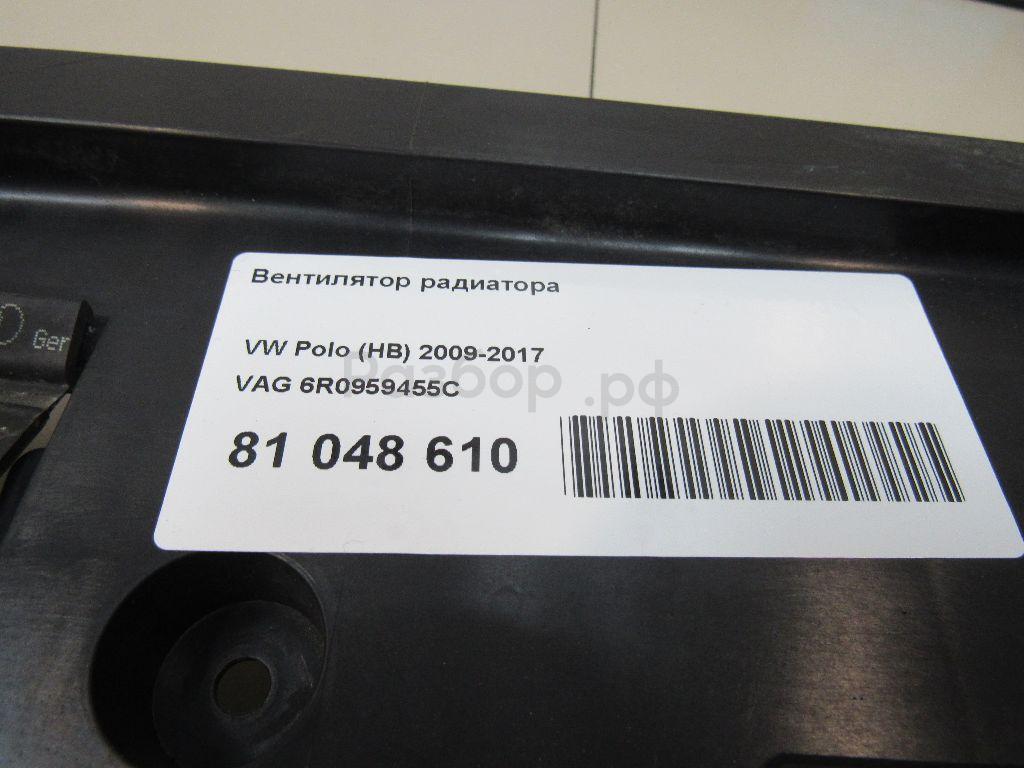 Вентилятор радиатора
VW Polo (HB) 2009-2017
VAG 6R0959455C
81 048 610
Разбор.рф
Ger